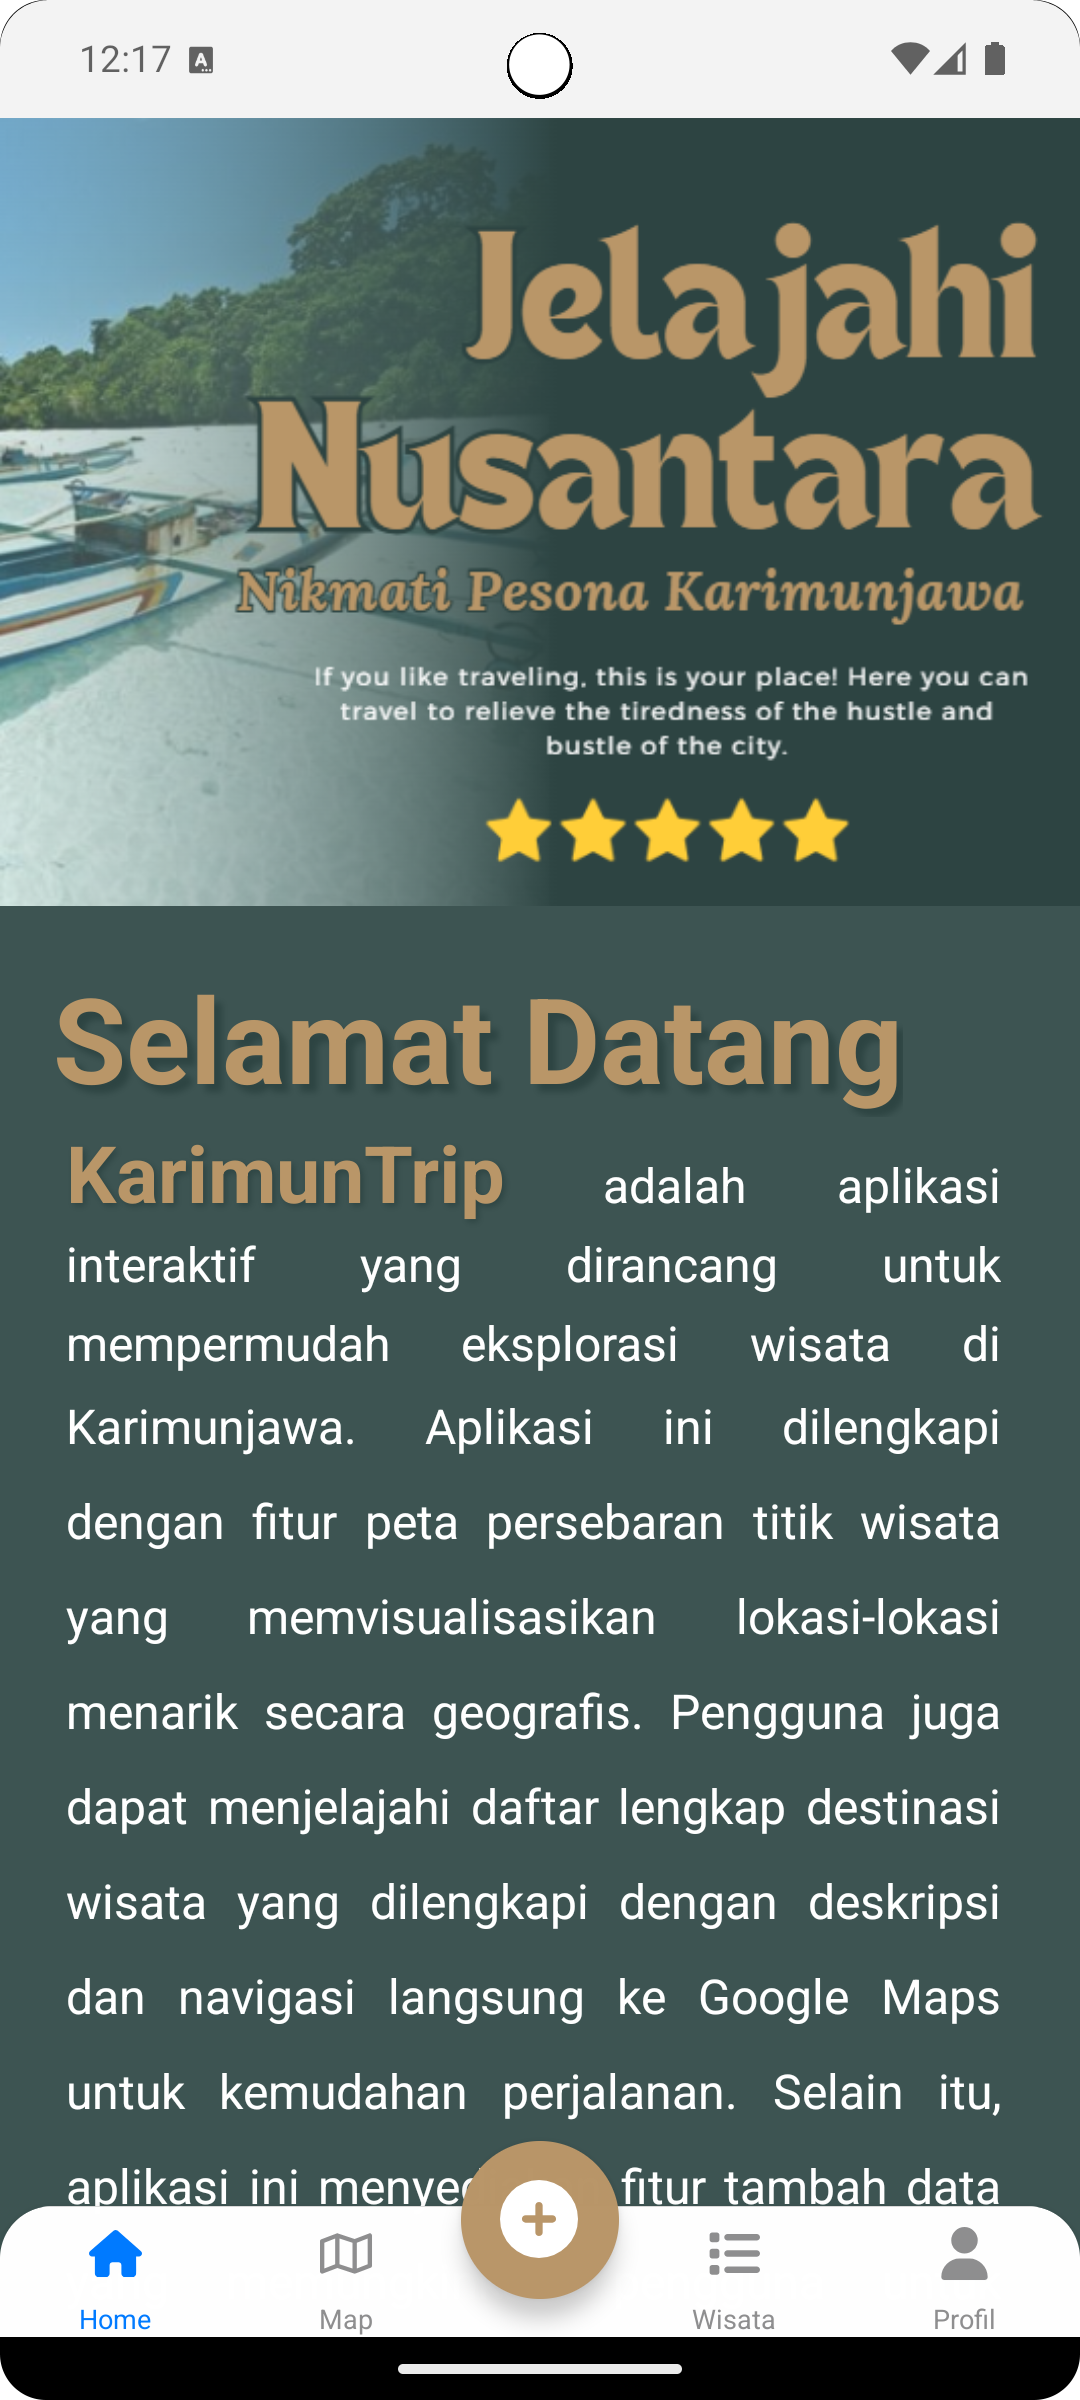 12:17
Jelajahi
Nusantara
Nikmati Pesona Karimunjawa
If you like traveling, this is your place! Here you can
travel to relieve the tiredness of the hustle and
bustle of the city.
Selamat Datang
KarimunTrip adalah aplikasi
interaktif yang dirancang untuk
mempermudah eksplorasi wisata di
Karimunjawa. Aplikasi ini dilengkapi
dengan fitur peta persebaran titik wisata
yang memvisualisasikan lokasi-lokasi
menarik secara geografis. Pengguna juga
dapat menjelajahi daftar lengkap destinasi
wisata yang dilengkapi dengan deskripsi
dan navigasi langsung ke Google Maps
untuk kemudahan perjalanan. Selain itu,
aplikasi ini fitur tambah data
Home
Map
Wisata
Profil